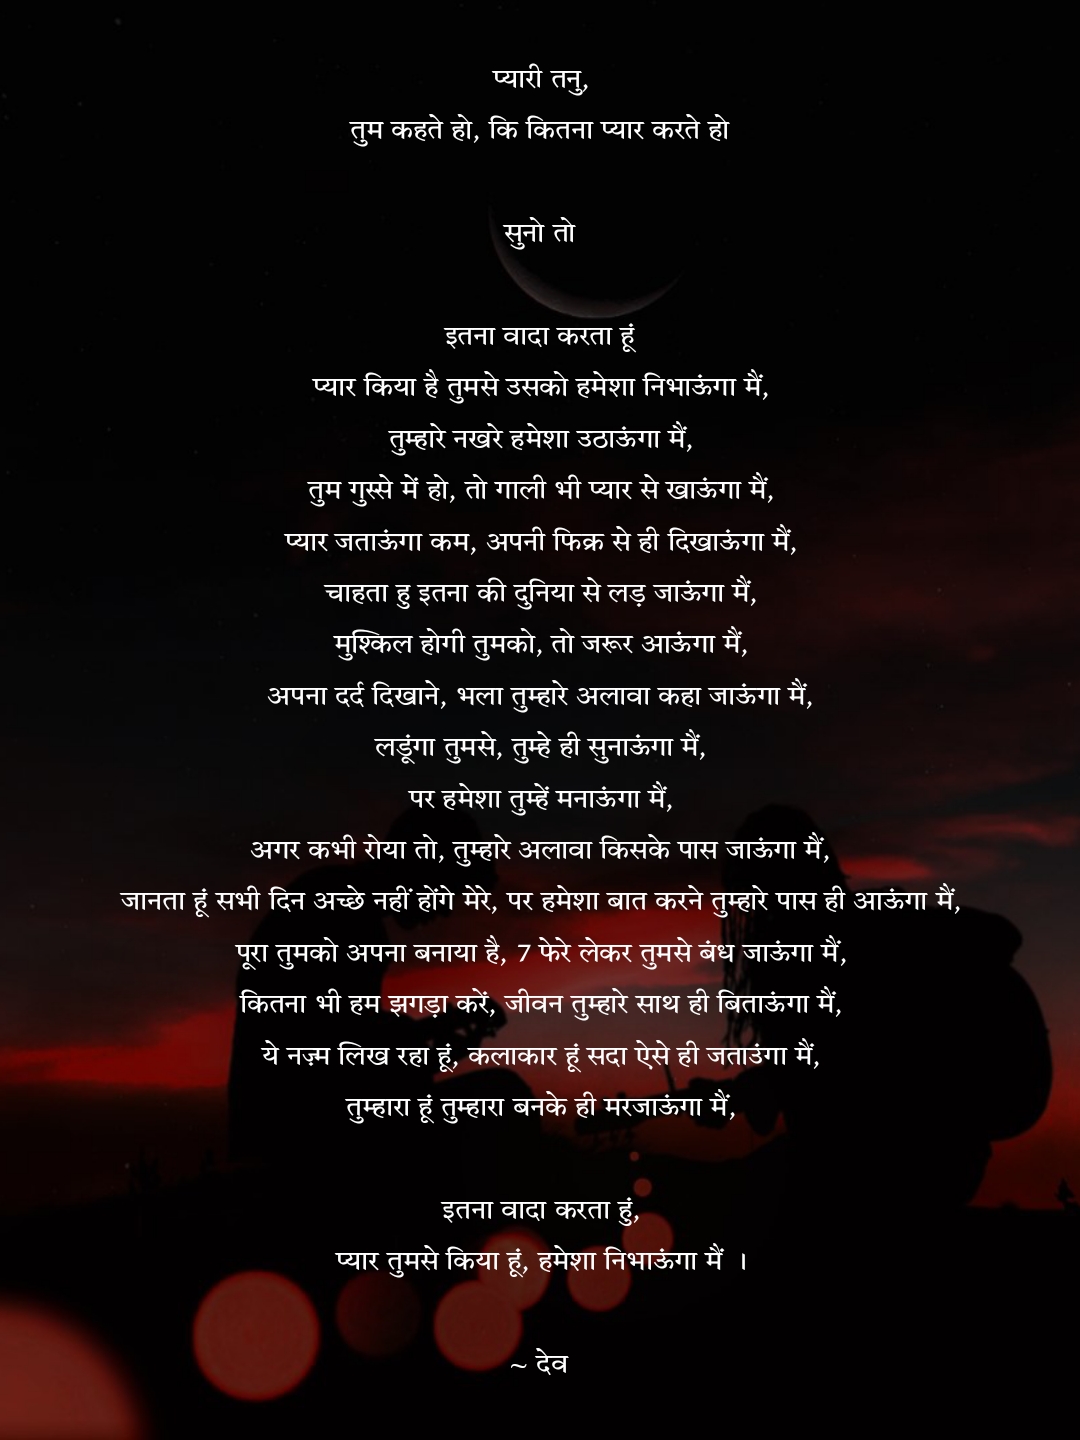 प्यारी तनु,
तुम कहते हो, कि कितना प्यार करते हो
सुनो तो
इतना वादा करता हूं
प्यार किया है तुमसे उसको हमेशा निभाऊंगा मैं,
तुम्हारे नखरे हमेशा उठाऊंगा मैं,
तुम गुस्से में हो, तो गाली भी प्यार से खाऊंगा मैं,
प्यार जताऊंगा कम, अपनी फिक्र से ही दिखाऊंगा मैं,
चाहता हु इतना की दुनिया से लड़ जाऊंगा मैं,
मुश्किल होगी तुमको, तो जरूर आऊंगा मैं,
अपना दर्द दिखाने, भला तुम्हारे अलावा कहा जाऊंगा मैं,
लडूंगा तुमसे, तुम्हे ही सुनाऊंगा मैं,
पर हमेशा तुम्हें मनाऊंगा मैं,
अगर कभी रोया तो, तुम्हारे अलावा किसके पास जाऊंगा मैं,
जानता हूं सभी दिन अच्छे नहीं होंगे मेरे, पर हमेशा बात करने तुम्हारे पास ही आऊंगा मैं,
पूरा तुमको अपना बनाया है, 7 फेरे लेकर तुमसे बंध जाऊंगा मैं,
कितना भी हम झगड़ा करें, जीवन तुम्हारे साथ ही बिताऊंगा मैं,
ये नज़्म लिख रहा हूं, कलाकार हूं सदा ऐसे ही जताउंगा मैं,
तुम्हारा हूं तुम्हारा बनके ही मरजाऊंगा मैं,
इतना वादा करता हुं,
प्यार तुमसे किया हूं, हमेशा निभाऊंगा मैं ।
~ देव